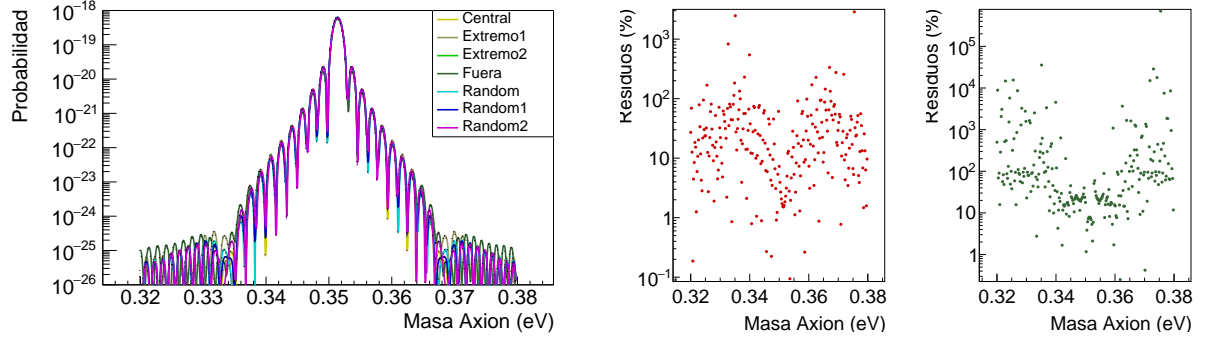 Probabilidad
10⁻¹⁸
10⁻¹⁹
10⁻²⁰
10⁻²¹
10⁻²²
10⁻²³
10⁻²⁴
10⁻²⁵
10⁻²⁶
0.32 0.33 0.34 0.35 0.36 0.37 0.38
Masa Axion (eV)
Central
Extremo1
Extremo2
Fuera
Random
Random1
Random2
Residuos (%)
10³
10²
10
1
10⁻¹
0.32 0.34 0.36 0.38
Masa Axion (eV)
Residuos (%)
10⁵
10⁴
10³
10²
10
1
0.32 0.34 0.36 0.38
Masa Axion (eV)